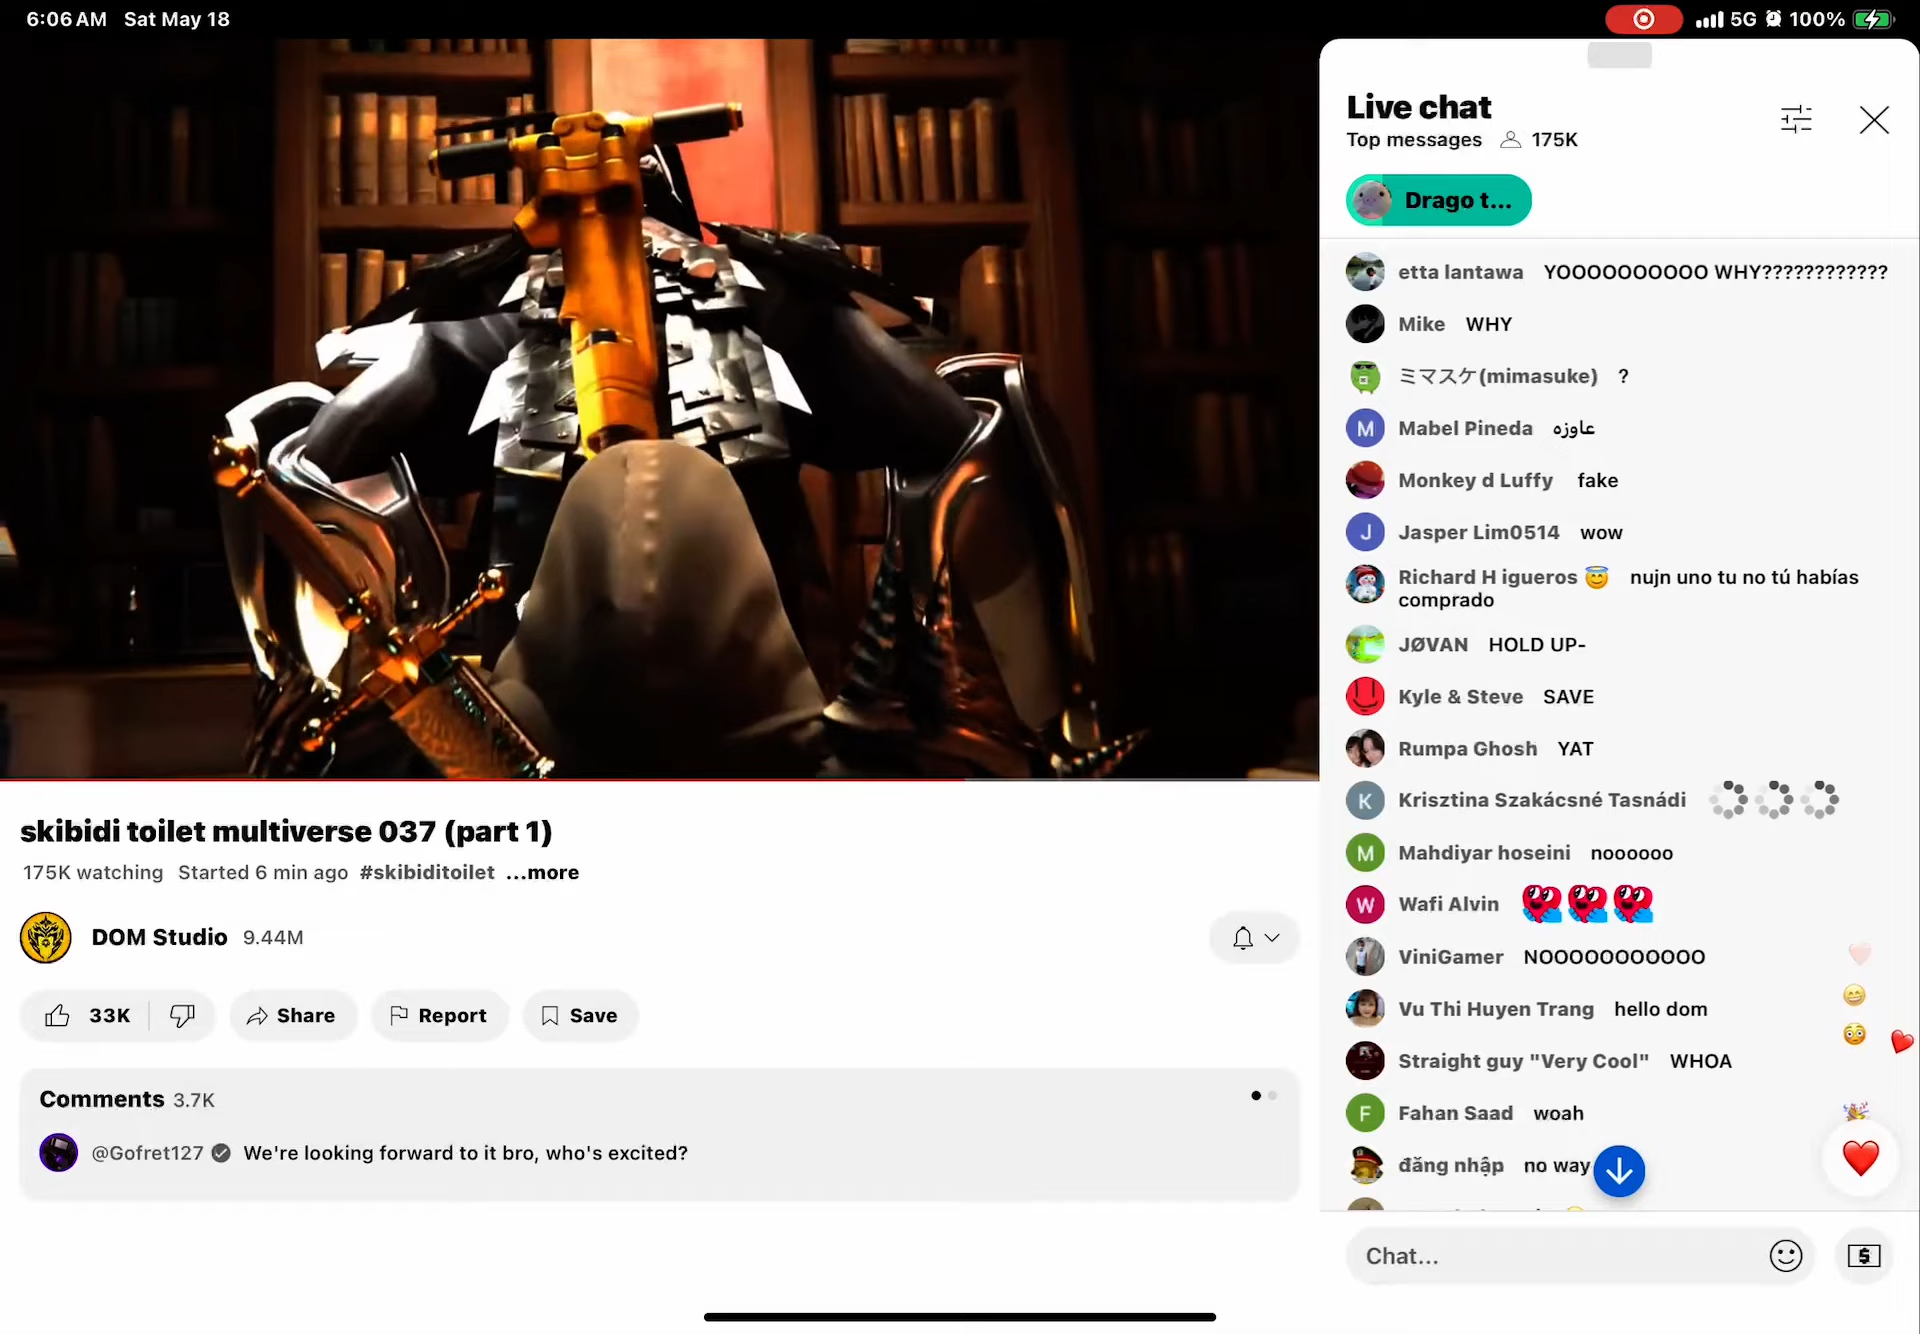 6:06 AM Sat May 18
5G 100%
Live chat
Top messages 175K
Drago t...
etta lantawa YOOOOOOOOOO WHY????????????
Mike WHY
ミマスケ(mimasuke) ?
M Mabel Pineda عاوزه
Monkey d Luffy fake
J Jasper Lim0514 wow
Richard H igueros 😇 nujn uno tu no tú habías
comprado
JØVAN HOLD UP-
Kyle & Steve SAVE
Rumpa Ghosh YAT
K Krisztina Szakácsné Tasnádi
M Mahdiyar hoseini noooooo
W Wafi Alvin
ViniGamer NOOOOOOOOOOO
Vu Thi Huyen Trang hello dom
Straight guy "Very Cool" WHOA
F Fahan Saad woah
đăng nhập no way
Chat...
skibidi toilet multiverse 037 (part 1)
175K watching Started 6 min ago #skibiditoilet ...more
DOM Studio 9.44M
33K Share Report Save
Comments 3.7K
@Gofret127 We're looking forward to it bro, who's excited?